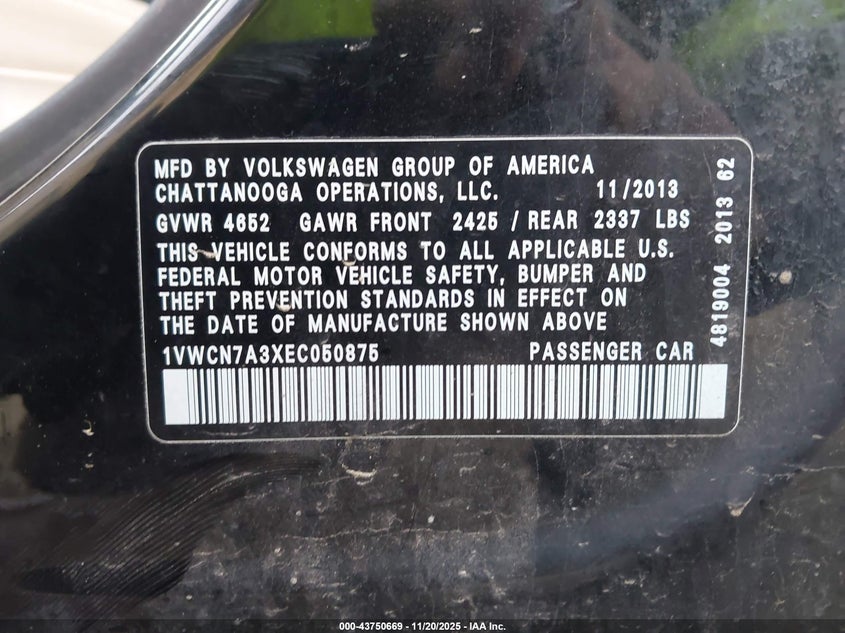 MFD BY VOLKSWAGEN GROUP OF AMERICA
CHATTANOOGA OPERATIONS, LLC. 11/2013
GVWR 4652 GAWR FRONT 2425 / REAR 2337 LBS
THIS VEHICLE CONFORMS TO ALL APPLICABLE U.S.
FEDERAL MOTOR VEHICLE SAFETY, BUMPER AND
THEFT PREVENTION STANDARDS IN EFFECT ON
THE DATE OF MANUFACTURE SHOWN ABOVE
1VWCN7A3XEC050875 PASSENGER CAR
4819004 2013 62
000-43750669 - 11/20/2025 - IAA Inc.